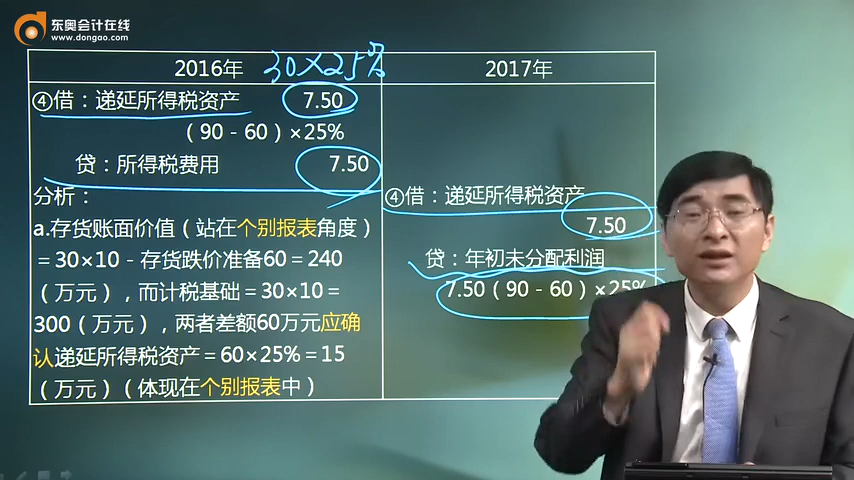 东奥会计在线
www.dongao.com
2016年
30×25%
2017年
④借：递延所得税资产 7.50
（90－60）×25%
贷：所得税费用 7.50
分析：
a.存货账面价值（站在个别报表角度）
＝30×10－存货跌价准备60＝240
（万元），而计税基础＝30×10＝
300（万元），两者差额60万元应确
认递延所得税资产＝60×25%＝15
（万元）（体现在个别报表中）
④借：递延所得税资产
7.50
贷：年初未分配利润
7.50（90－60）×25%